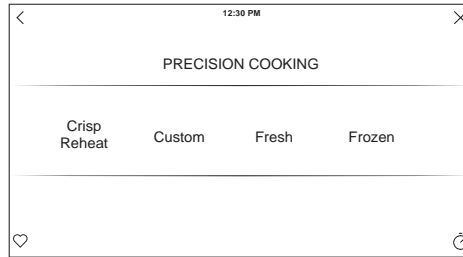 12:30 PM
PRECISION COOKING
Crisp
Reheat
Custom
Fresh
Frozen